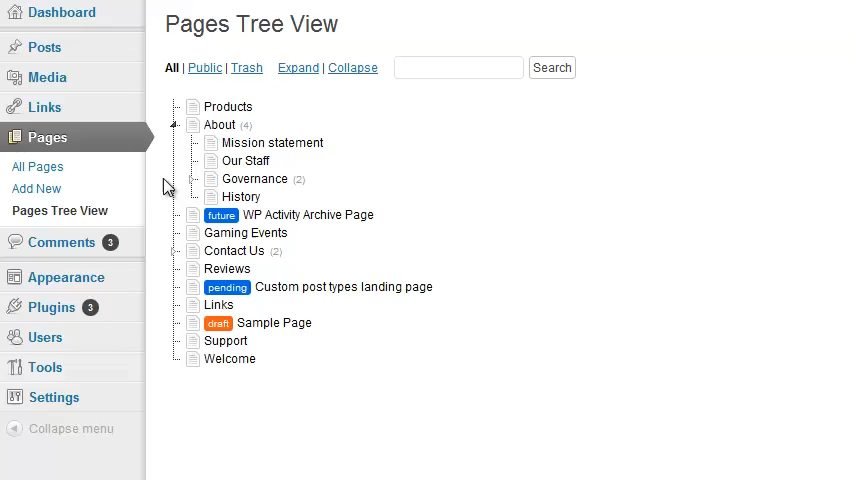 Dashboard
Posts
Media
Links
Pages
All Pages
Add New
Pages Tree View
Comments 3
Appearance
Plugins 3
Users
Tools
Settings
Collapse menu
Pages Tree View
All | Public | Trash Expand | Collapse Search
Products
About (4)
Mission statement
Our Staff
Governance (2)
History
future WP Activity Archive Page
Gaming Events
Contact Us (2)
Reviews
pending Custom post types landing page
Links
draft Sample Page
Support
Welcome